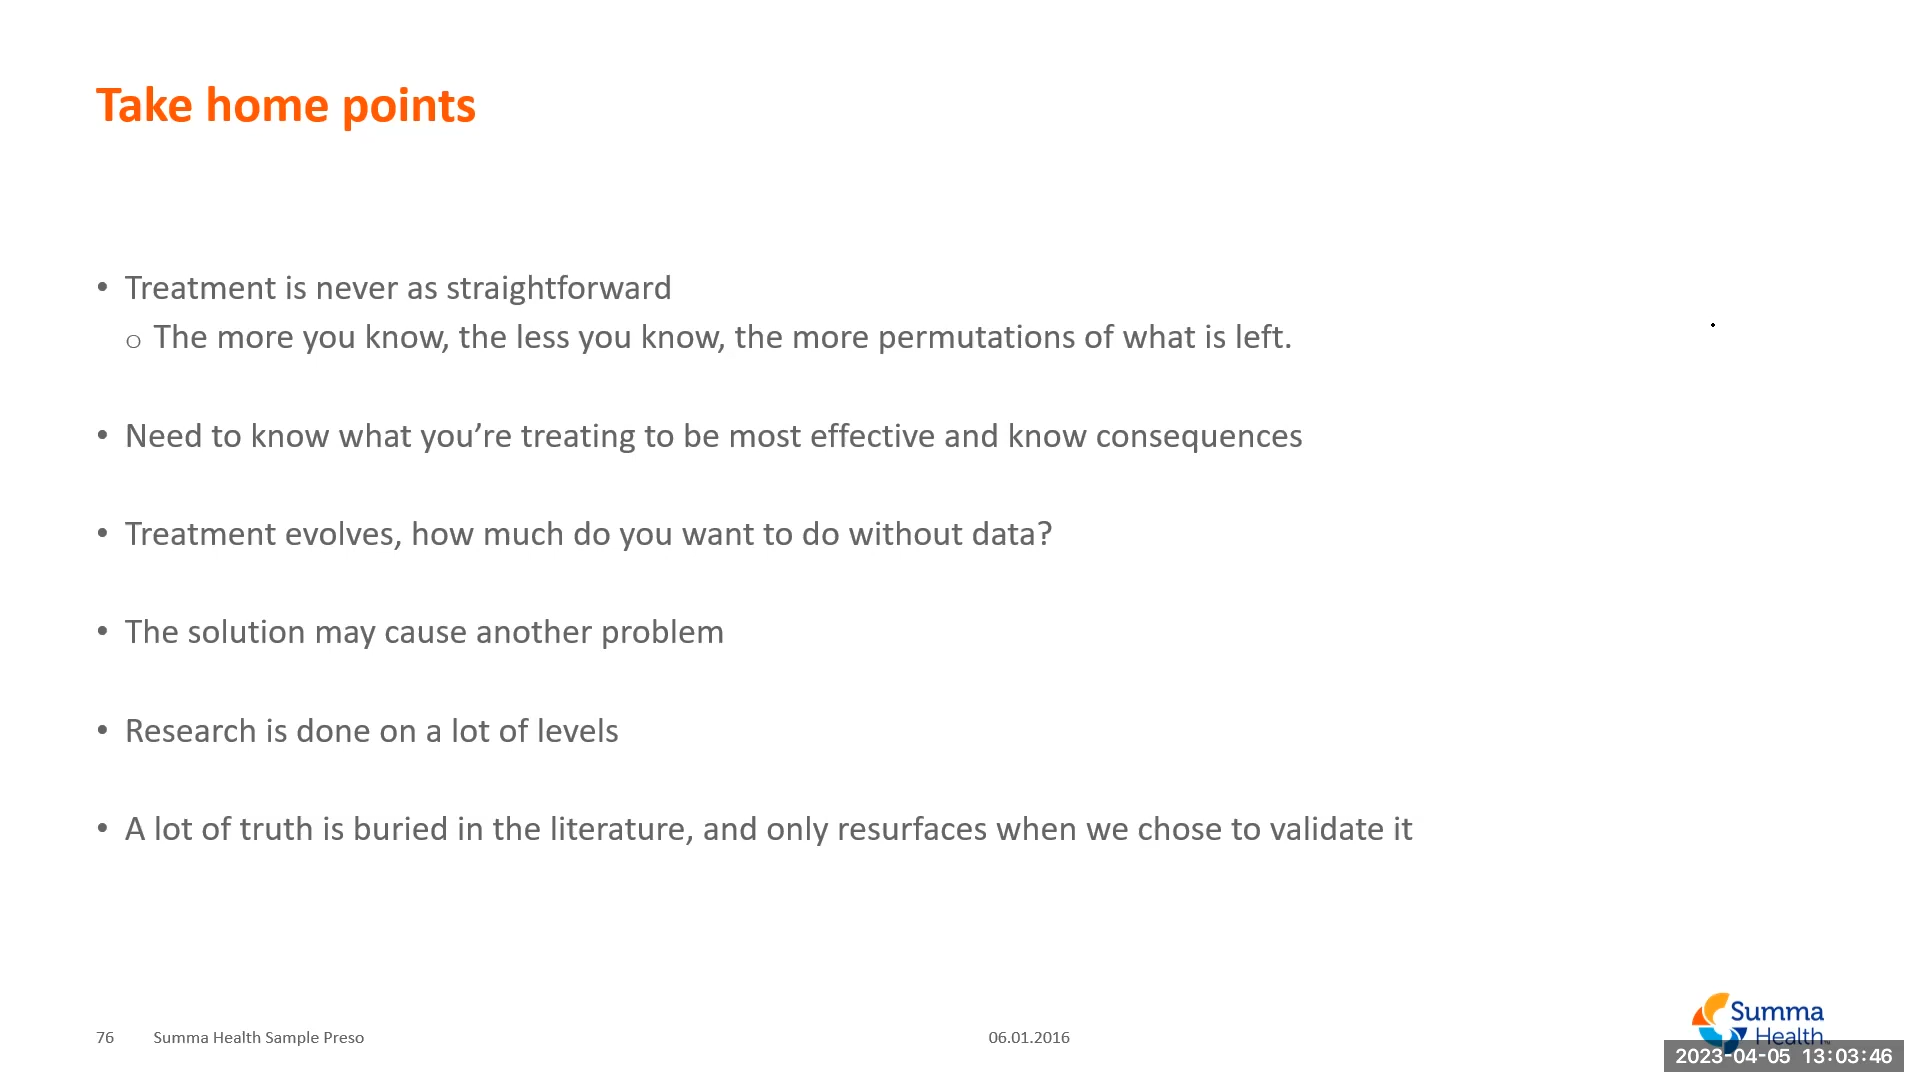 Take home points
• Treatment is never as straightforward
o The more you know, the less you know, the more permutations of what is left.
• Need to know what you’re treating to be most effective and know consequences
• Treatment evolves, how much do you want to do without data?
• The solution may cause another problem
• Research is done on a lot of levels
• A lot of truth is buried in the literature, and only resurfaces when we chose to validate it
76 Summa Health Sample Preso 06.01.2016
Summa
Health
2023-04-05 13:03:46